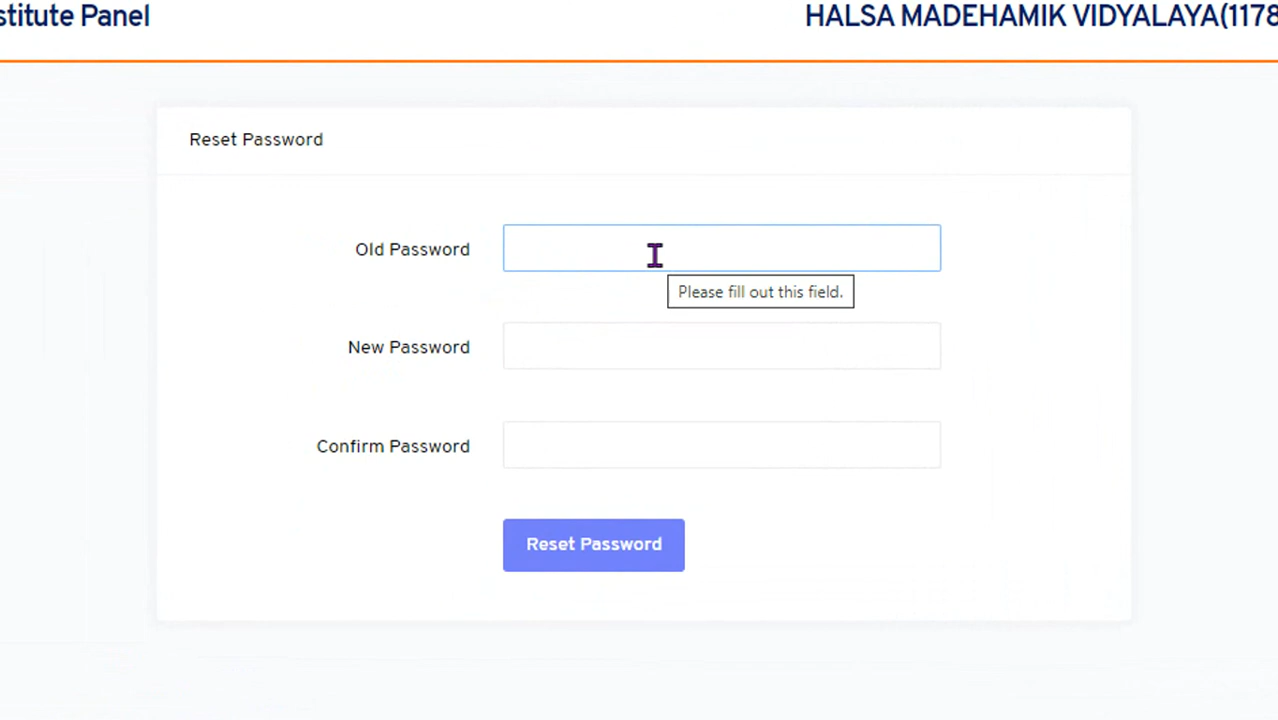 stitute Panel
HALSA MADEHAMIK VIDYALAYA(1178
Reset Password
Old Password
Please fill out this field.
New Password
Confirm Password
Reset Password